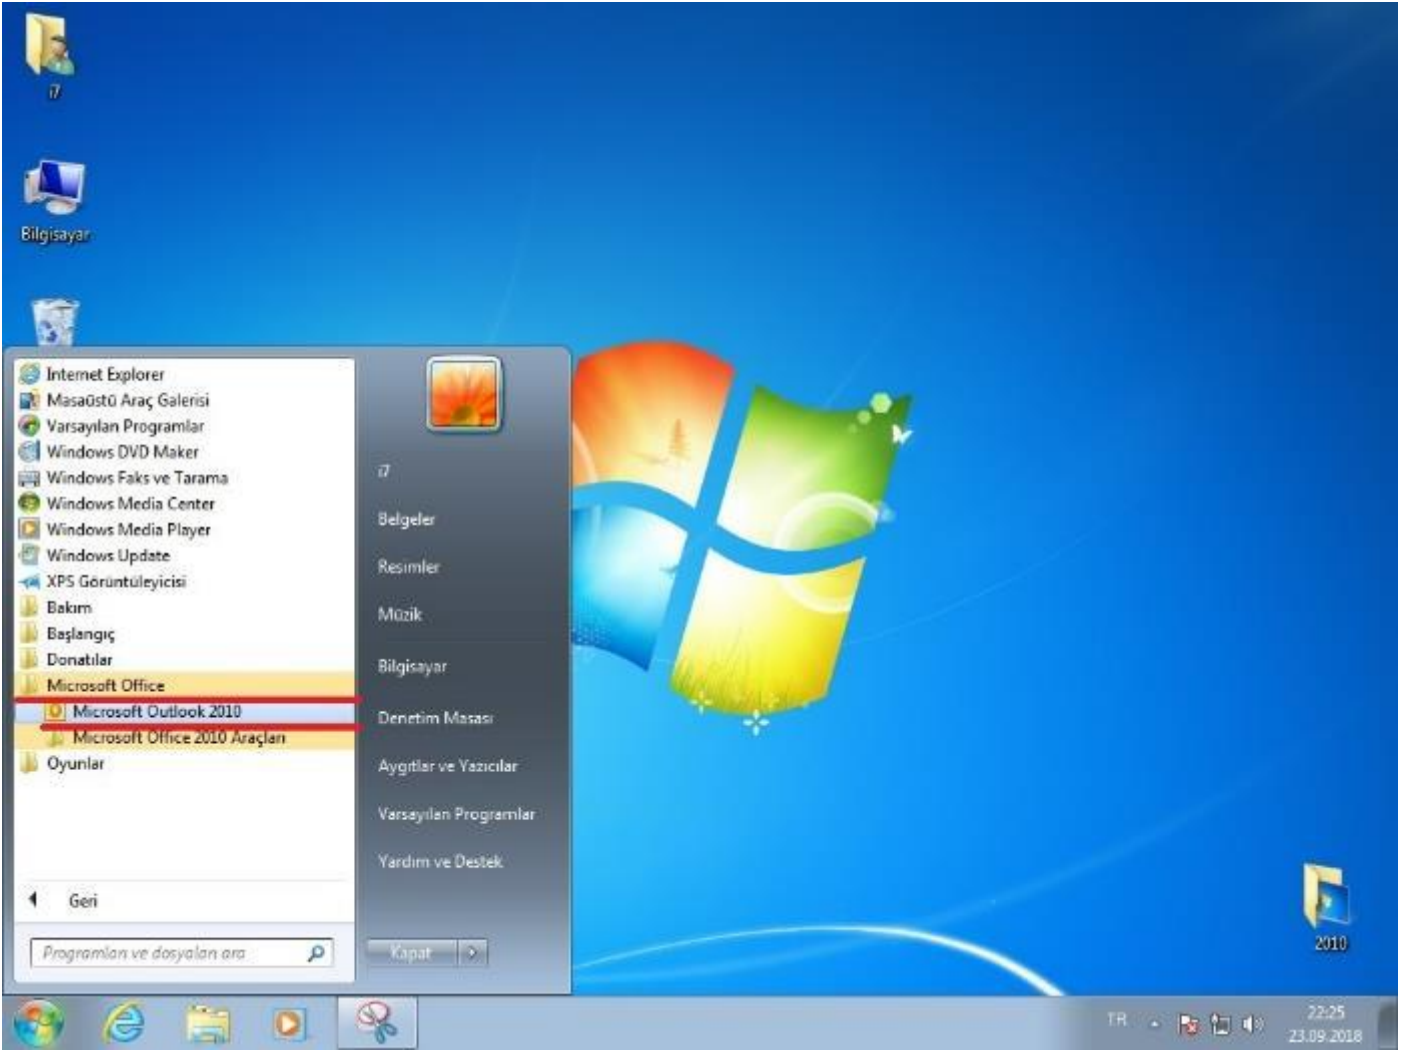 i7
Bilgisayar
Internet Explorer
Masaüstü Araç Galerisi
Varsayılan Programlar
Windows DVD Maker
Windows Faks ve Tarama
Windows Media Center
Windows Media Player
Windows Update
XPS Görüntüleyicisi
Bakım
Başlangıç
Donatılar
Microsoft Office
Microsoft Outlook 2010
Microsoft Office 2010 Araçları
Oyunlar
Geri
Programları ve dosyaları ara
i7
Belgeler
Resimler
Müzik
Bilgisayar
Denetim Masası
Aygıtlar ve Yazıcılar
Varsayılan Programlar
Yardım ve Destek
Kapat
2010
TR
22:25
23.09.2018